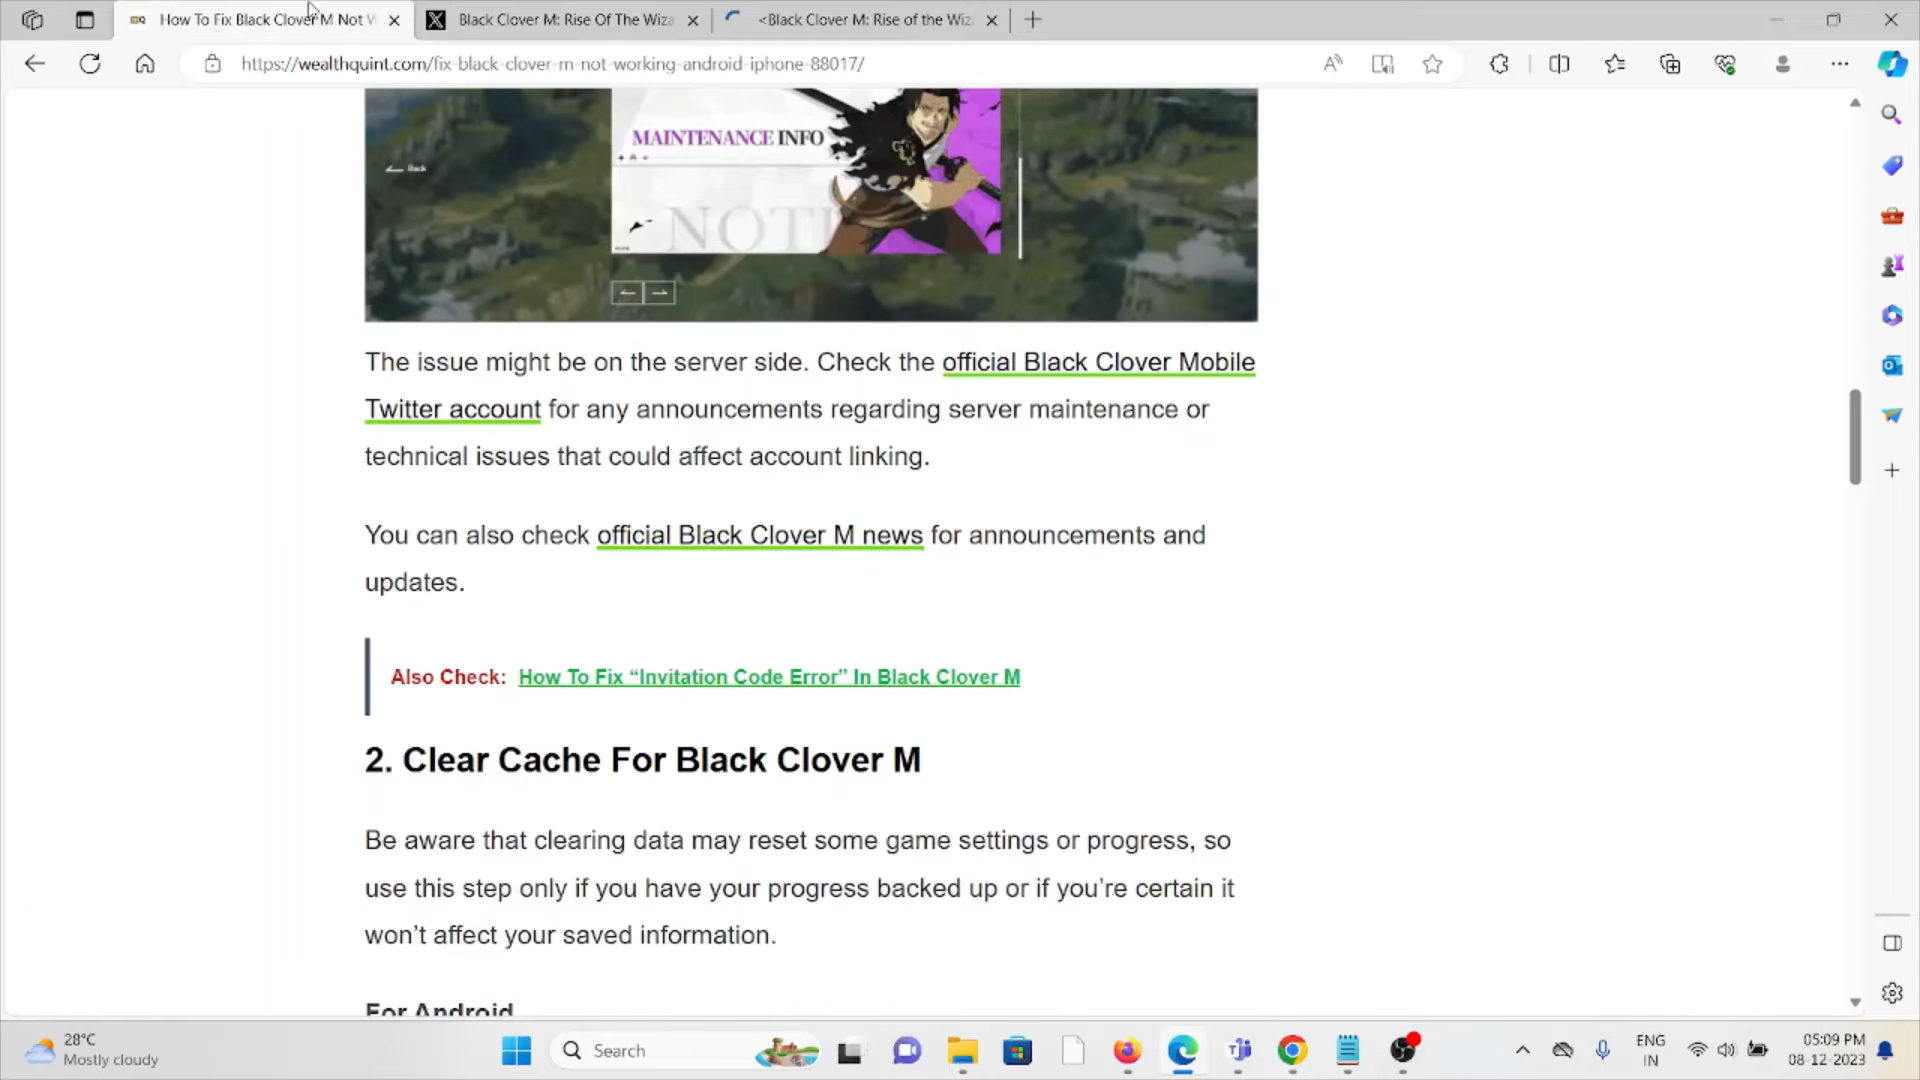 How To Fix Black Clover M Not W
Black Clover M: Rise Of The Wiza
<Black Clover M: Rise of the Wiz
https://wealthquint.com/fix-black-clover-m-not-working-android-iphone-88017/
MAINTENANCE INFO
Back
NOTI
The issue might be on the server side. Check the official Black Clover Mobile
Twitter account for any announcements regarding server maintenance or
technical issues that could affect account linking.
You can also check official Black Clover M news for announcements and
updates.
Also Check: How To Fix “Invitation Code Error” In Black Clover M
2. Clear Cache For Black Clover M
Be aware that clearing data may reset some game settings or progress, so
use this step only if you have your progress backed up or if you’re certain it
won’t affect your saved information.
For Android
28°C
Mostly cloudy
Search
ENG
IN
05:09 PM
08-12-2023